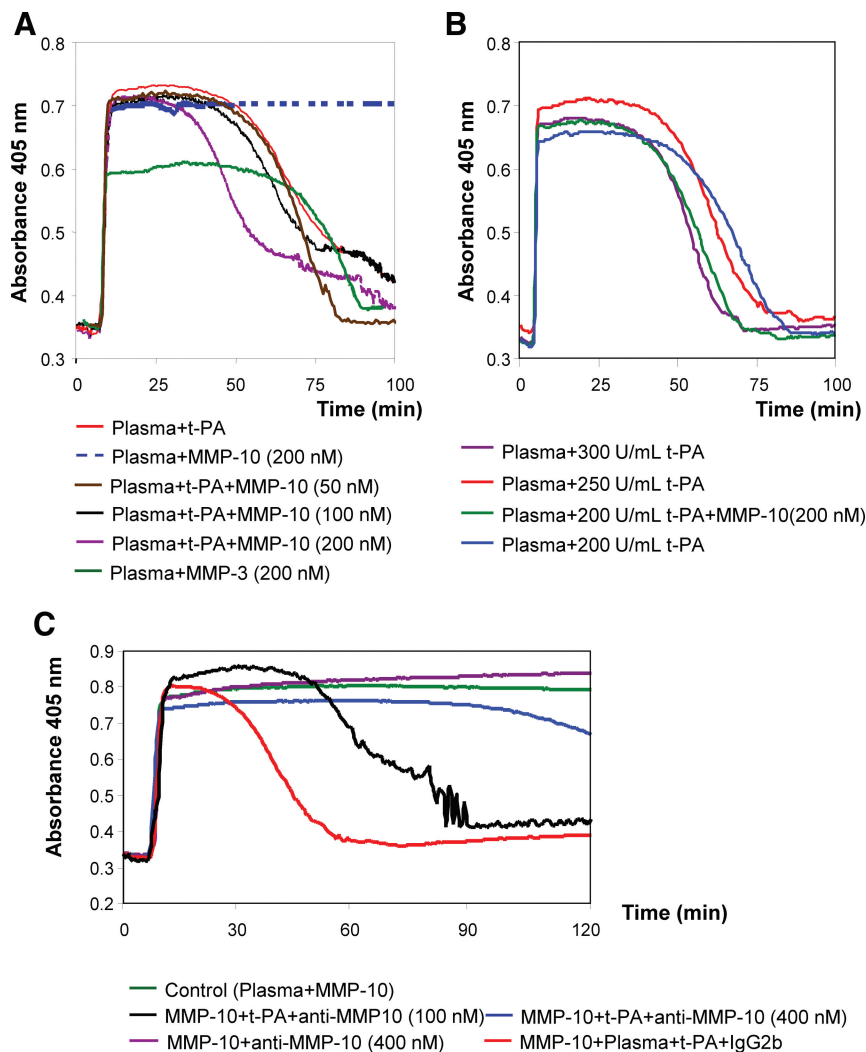 A
0.8
0.7
0.6
0.5
0.4
0.3
Absorbance 405 nm
0 25 50 75 100
Time (min)
Plasma+t-PA
Plasma+MMP-10 (200 nM)
Plasma+t-PA+MMP-10 (50 nM)
Plasma+t-PA+MMP-10 (100 nM)
Plasma+t-PA+MMP-10 (200 nM)
Plasma+MMP-3 (200 nM)
B
0.8
0.7
0.6
0.5
0.4
0.3
Absorbance 405 nm
0 25 50 75 100
Time (min)
Plasma+300 U/mL t-PA
Plasma+250 U/mL t-PA
Plasma+200 U/mL t-PA+MMP-10(200 nM)
Plasma+200 U/mL t-PA
C
0.9
0.8
0.7
0.6
0.5
0.4
0.3
0.2
Absorbance 405 nm
0 30 60 90 120
Time (min)
Control (Plasma+MMP-10)
MMP-10+t-PA+anti-MMP10 (100 nM)
MMP-10+t-PA+anti-MMP-10 (400 nM)
MMP-10+anti-MMP-10 (400 nM)
MMP-10+Plasma+t-PA+IgG2b